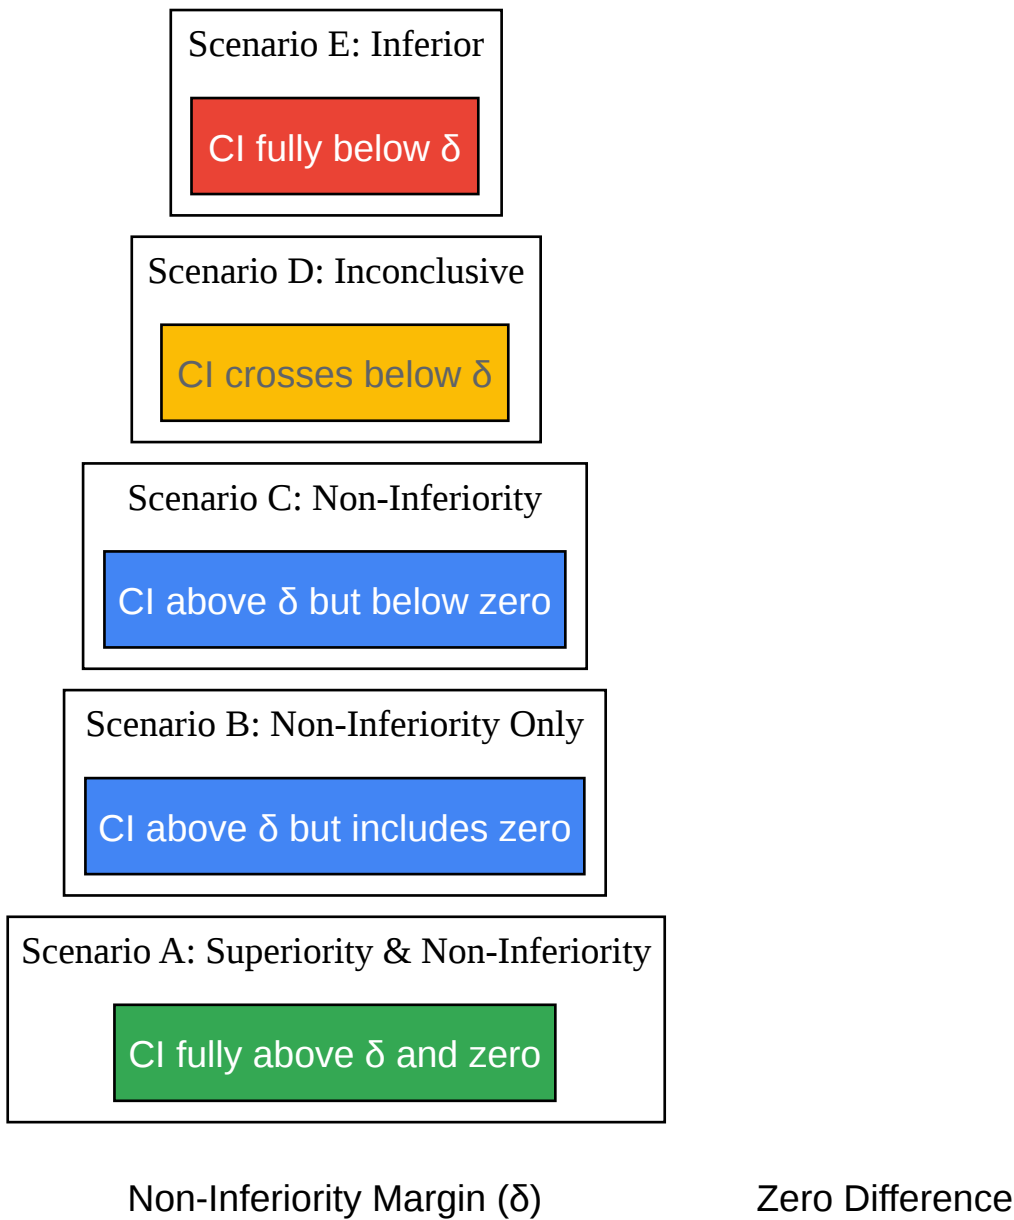 Scenario E: Inferior
CI fully below δ
Scenario D: Inconclusive
CI crosses below δ
Scenario C: Non-Inferiority
CI above δ but below zero
Scenario B: Non-Inferiority Only
CI above δ but includes zero
Scenario A: Superiority & Non-Inferiority
CI fully above δ and zero
Non-Inferiority Margin (δ)
Zero Difference